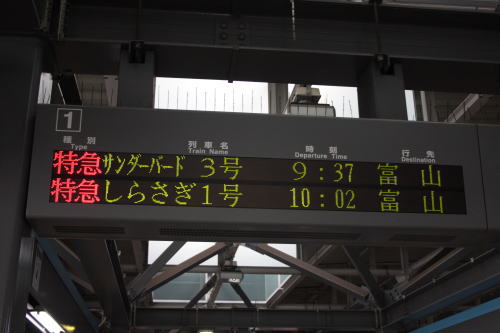 1
種別 列車名 時刻 行先
Type Train Name Departure Time Destination
特急 サンダーバード 3号 9:37 富山
特急 しらさぎ 1号 10:02 富山